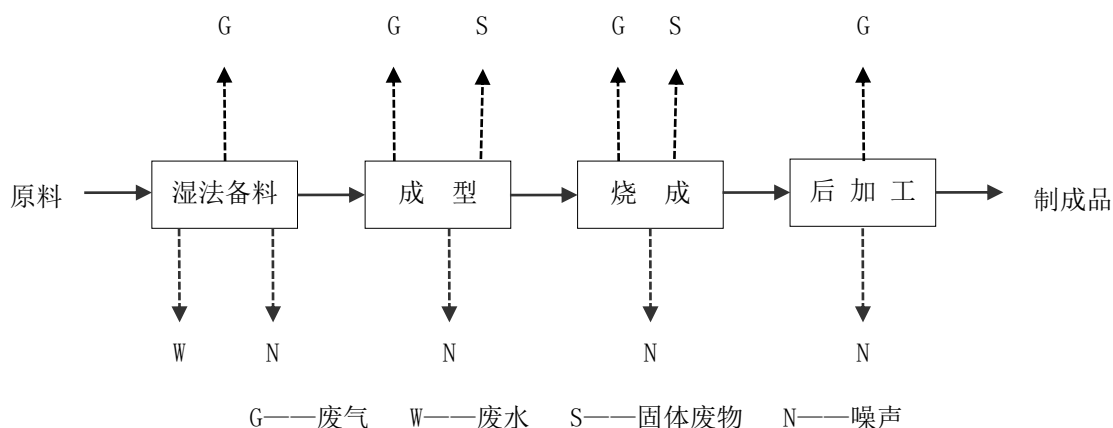 G G S G S G
原料 湿法备料 成 型 烧 成 后 加 工 制成品
W N N N N
G——废气 W——废水 S——固体废物 N——噪声